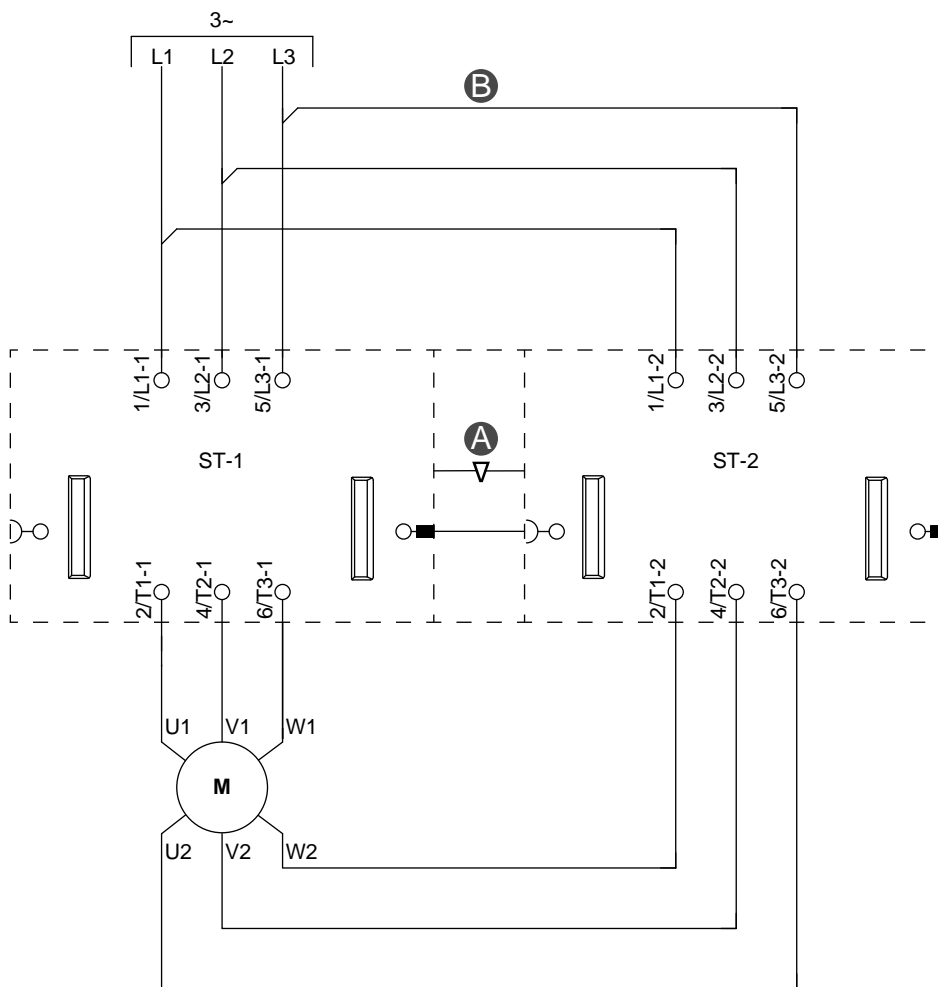 3~
L1 L2 L3
B
1/L1-1 3/L2-1 5/L3-1 1/L1-2 3/L2-2 5/L3-2
A
ST-1 ST-2
2/T1-1 4/T2-1 6/T3-1 2/T1-2 4/T2-2 6/T3-2
U1 V1 W1
M
U2 V2 W2